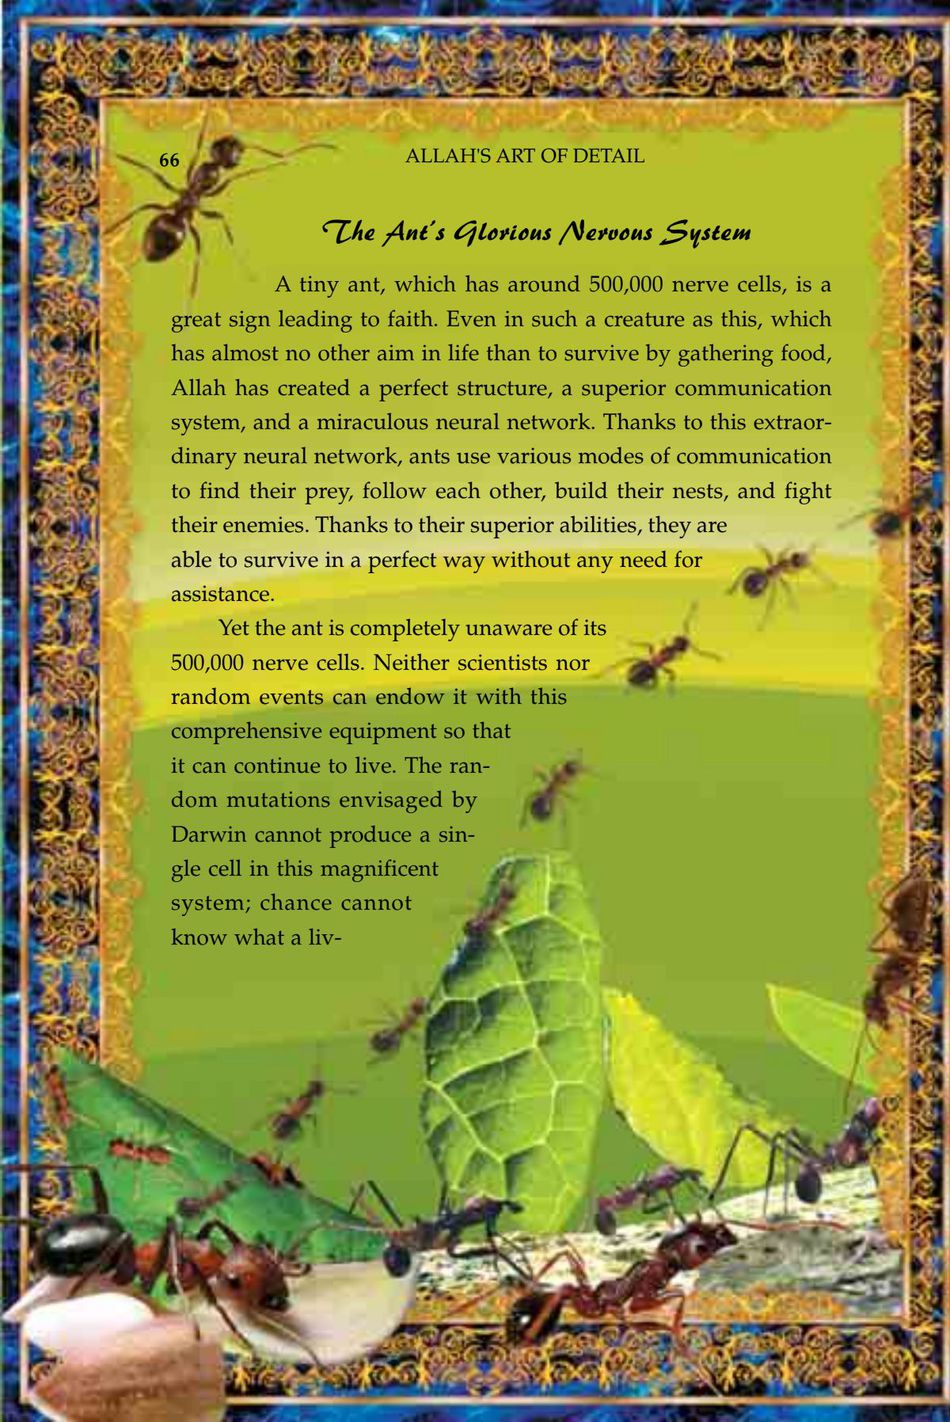 66
ALLAH'S ART OF DETAIL
The Ant's Glorious Nervous System
A tiny ant, which has around 500,000 nerve cells, is a
great sign leading to faith. Even in such a creature as this, which
has almost no other aim in life than to survive by gathering food,
Allah has created a perfect structure, a superior communication
system, and a miraculous neural network. Thanks to this extraor-
dinary neural network, ants use various modes of communication
to find their prey, follow each other, build their nests, and fight
their enemies. Thanks to their superior abilities, they are
able to survive in a perfect way without any need for
assistance.
Yet the ant is completely unaware of its
500,000 nerve cells. Neither scientists nor
random events can endow it with this
comprehensive equipment so that
it can continue to live. The ran-
dom mutations envisaged by
Darwin cannot produce a sin-
gle cell in this magnificent
system; chance cannot
know what a liv-